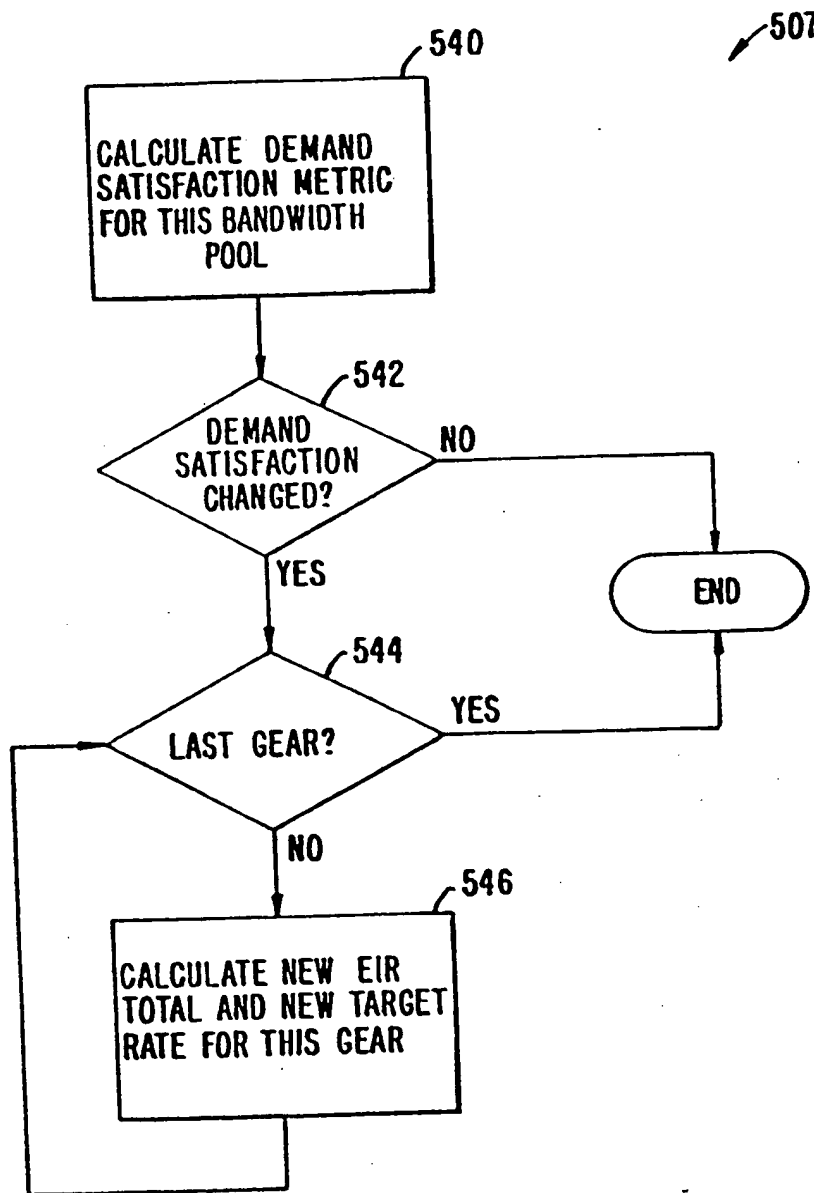 507
540
CALCULATE DEMAND
SATISFACTION METRIC
FOR THIS BANDWIDTH
POOL
542
DEMAND
SATISFACTION
CHANGED?
NO
YES
END
544
LAST GEAR?
YES
NO
546
CALCULATE NEW EIR
TOTAL AND NEW TARGET
RATE FOR THIS GEAR